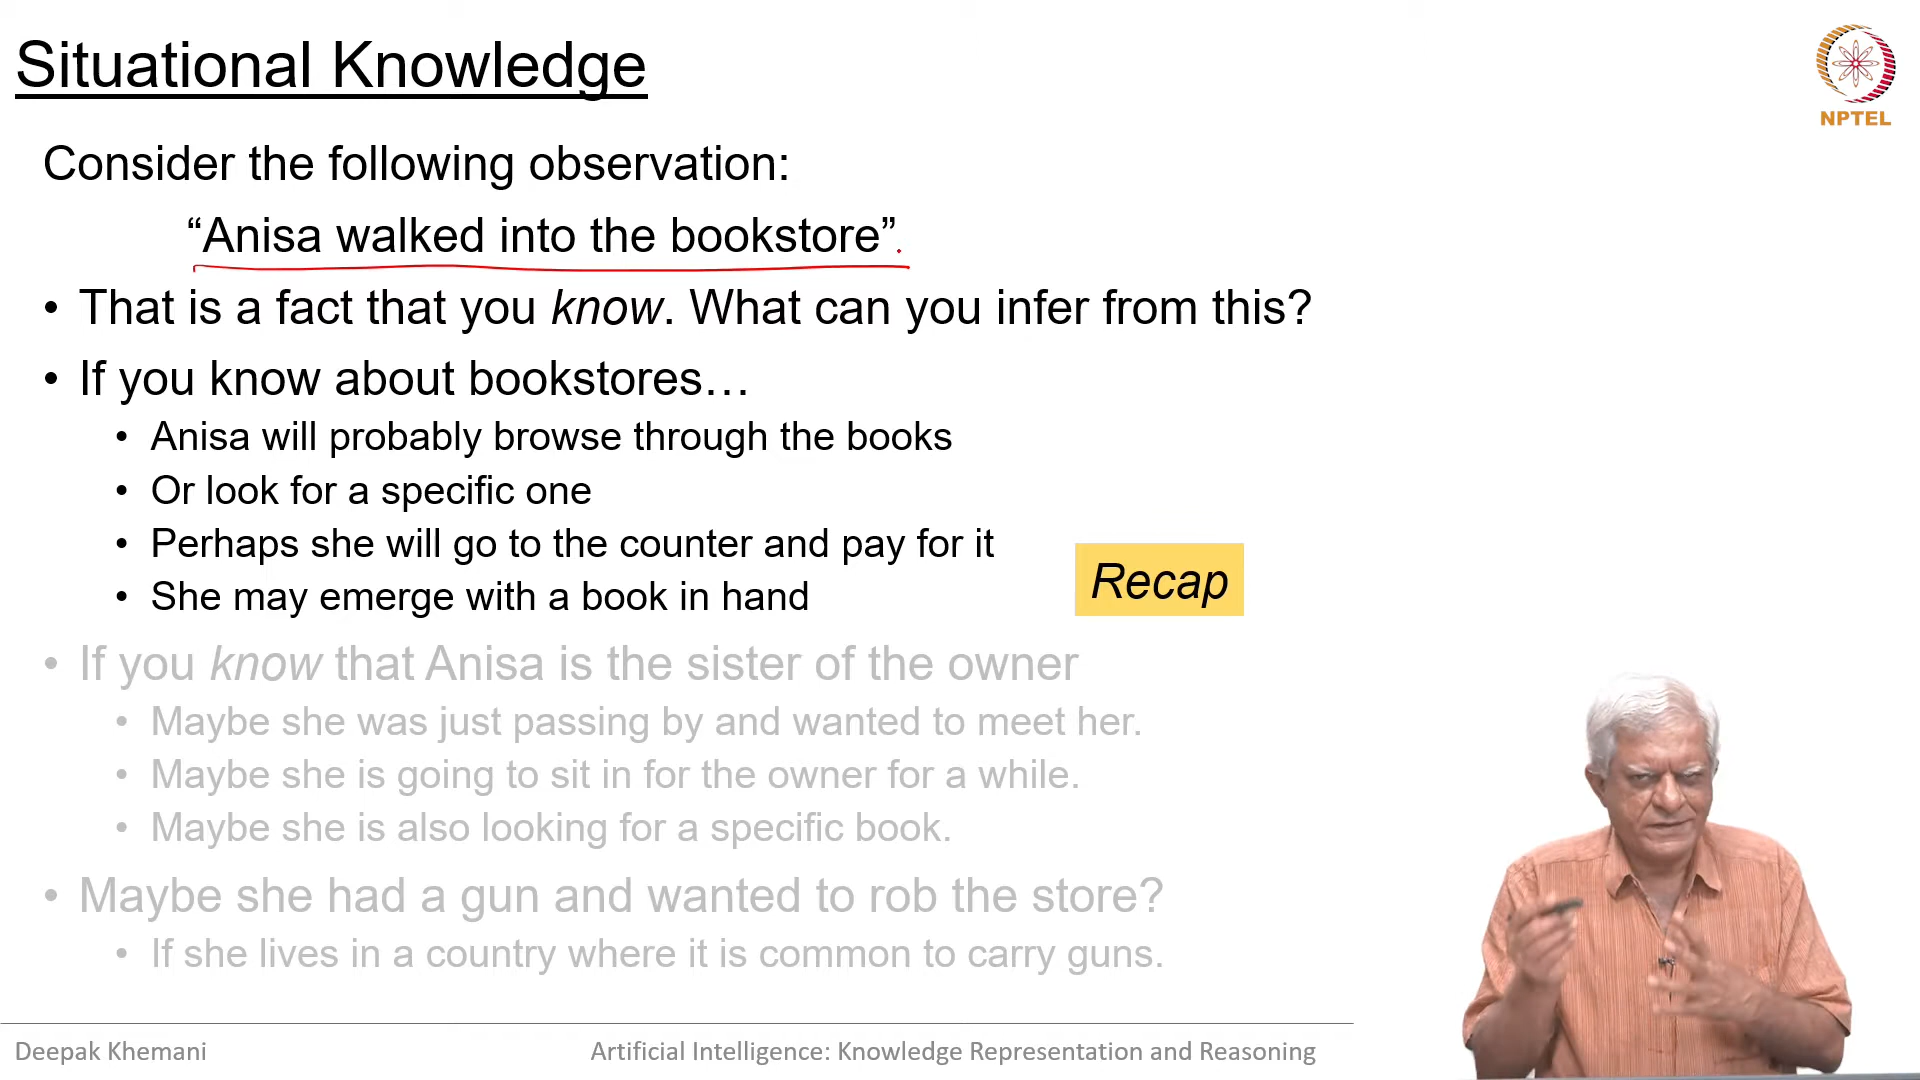 Situational Knowledge
NPTEL
Consider the following observation:
“Anisa walked into the bookstore”.
• That is a fact that you know. What can you infer from this?
• If you know about bookstores…
• Anisa will probably browse through the books
• Or look for a specific one
• Perhaps she will go to the counter and pay for it
• She may emerge with a book in hand
Recap
• If you know that Anisa is the sister of the owner
• Maybe she was just passing by and wanted to meet her.
• Maybe she is going to sit in for the owner for a while.
• Maybe she is also looking for a specific book.
• Maybe she had a gun and wanted to rob the store?
• If she lives in a country where it is common to carry guns.
Deepak Khemani
Artificial Intelligence: Knowledge Representation and Reasoning